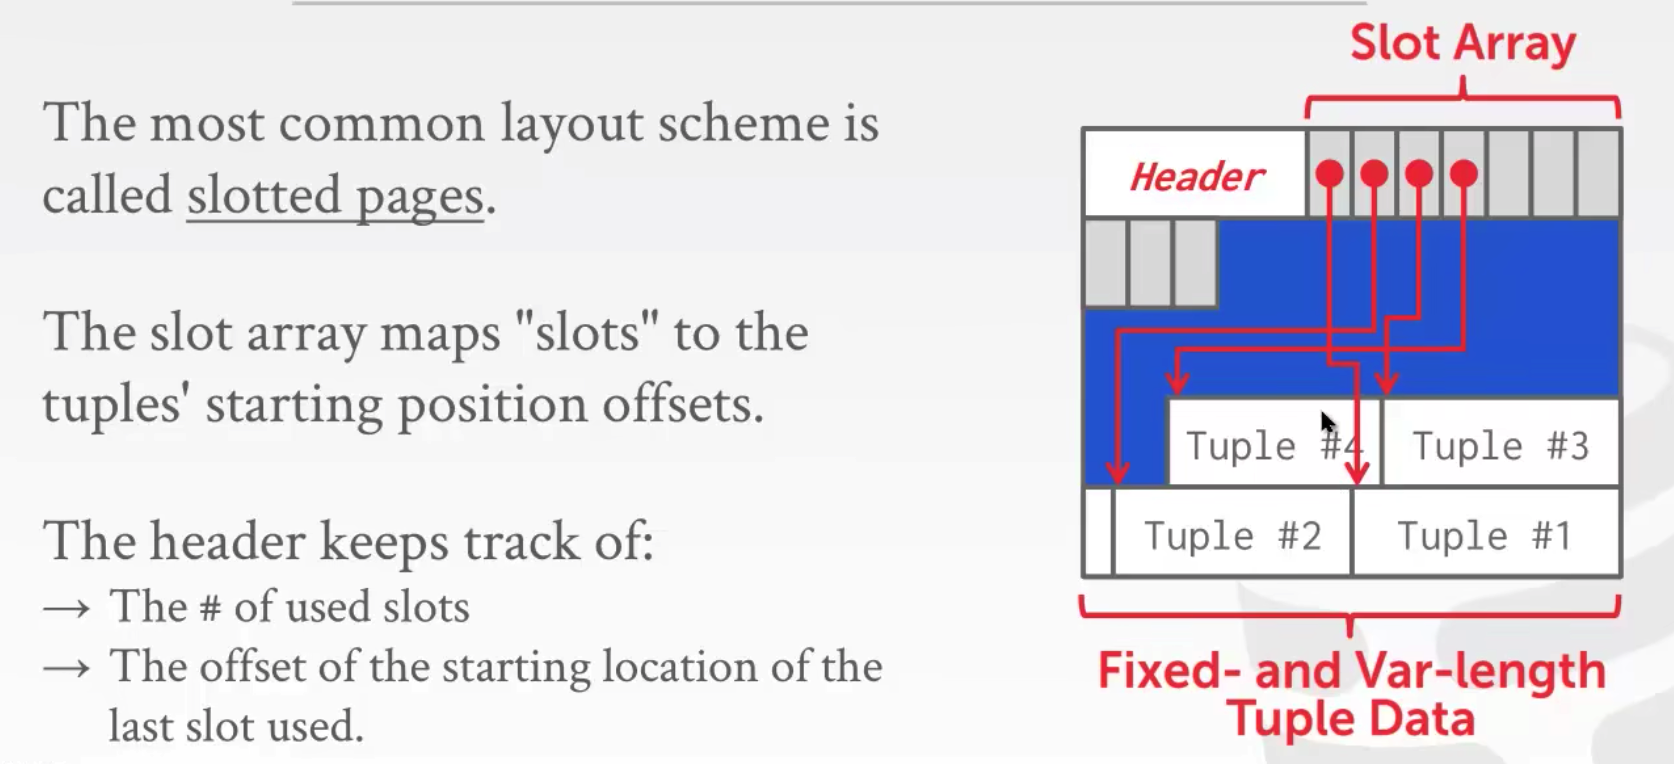 The most common layout scheme is
called slotted pages.
The slot array maps "slots" to the
tuples' starting position offsets.
The header keeps track of:
→ The # of used slots
→ The offset of the starting location of the
last slot used.
Slot Array
Header
Tuple #4
Tuple #3
Tuple #2
Tuple #1
Fixed- and Var-length
Tuple Data